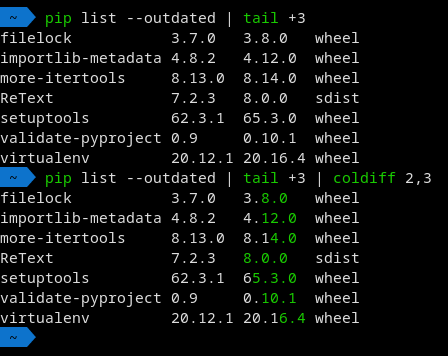 ~ pip list --outdated | tail +3
filelock 3.7.0 3.8.0 wheel
importlib-metadata 4.8.2 4.12.0 wheel
more-itertools 8.13.0 8.14.0 wheel
ReText 7.2.3 8.0.0 sdist
setuptools 62.3.1 65.3.0 wheel
validate-pyproject 0.9 0.10.1 wheel
virtualenv 20.12.1 20.16.4 wheel
~ pip list --outdated | tail +3 | coldiff 2,3
filelock 3.7.0 3.8.0 wheel
importlib-metadata 4.8.2 4.12.0 wheel
more-itertools 8.13.0 8.14.0 wheel
ReText 7.2.3 8.0.0 sdist
setuptools 62.3.1 65.3.0 wheel
validate-pyproject 0.9 0.10.1 wheel
virtualenv 20.12.1 20.16.4 wheel
~